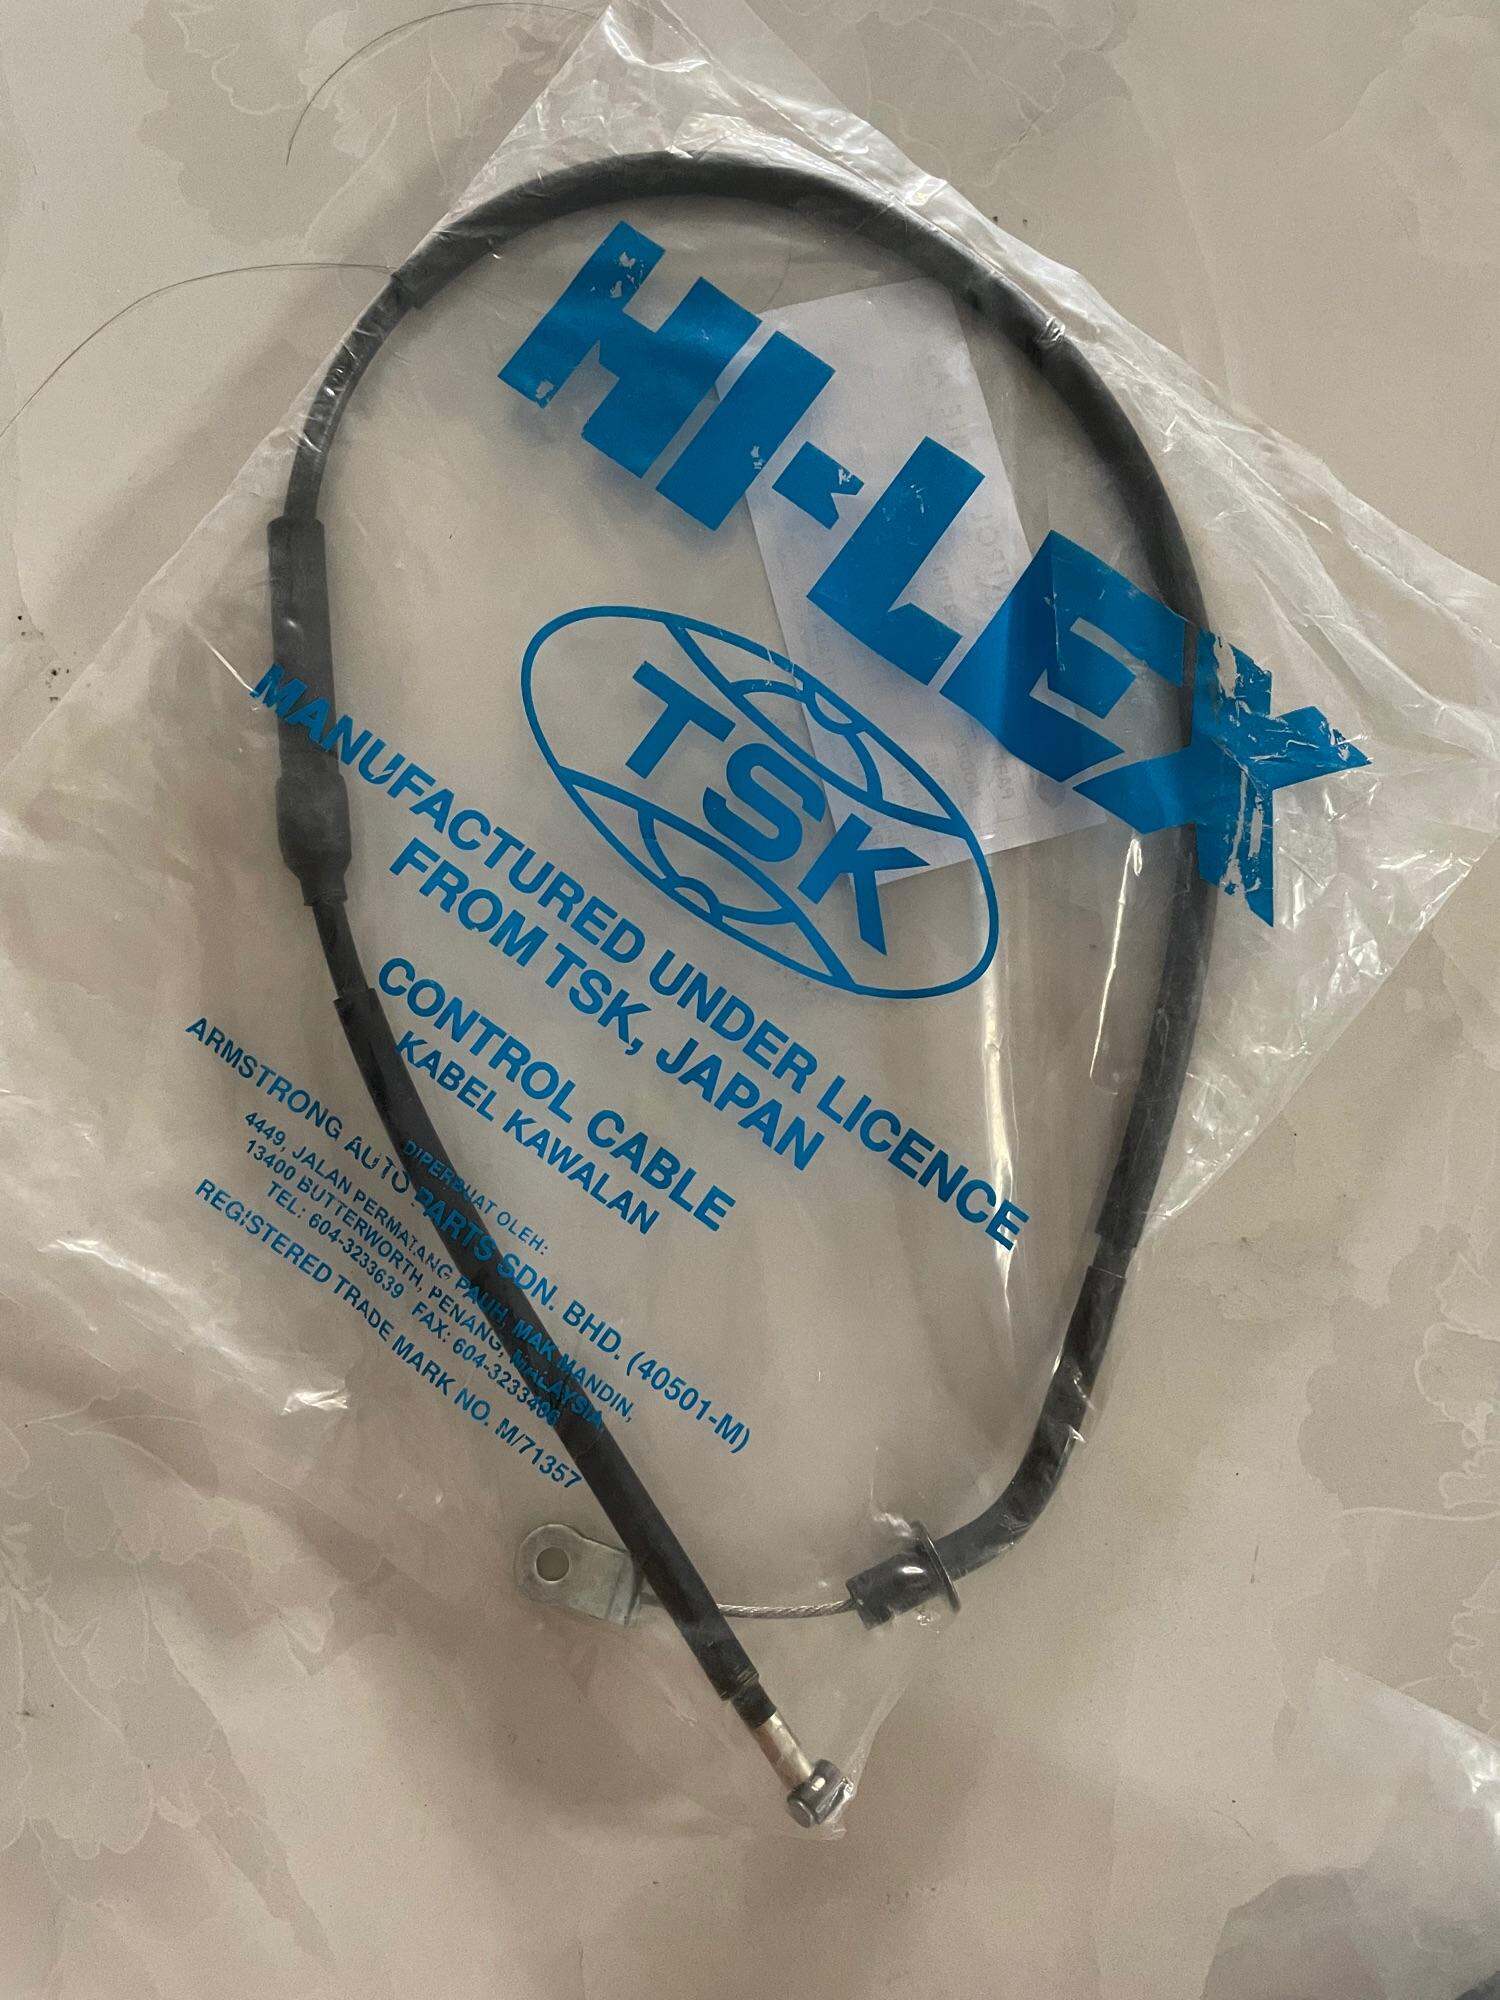 HI-LEX
TSK
MANUFACTURED UNDER LICENCE
FROM TSK, JAPAN
CONTROL CABLE
KABEL KAWALAN
DIPERBUAT OLEH:
ARMSTRONG AUTO PARTS SDN. BHD. (40501-M)
4449, JALAN PERMATANG PAUH, MAK MANDIN,
13400 BUTTERWORTH, PENANG, MALAYSIA.
TEL: 604-3233639 FAX: 604-3233496
REGISTERED TRADE MARK NO. M/71357